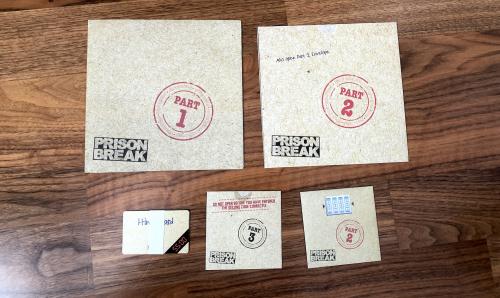 PART
1
PRISON
BREAK
Also open Part 2 Envelope
PART
2
PRISON
BREAK
DO NOT OPEN BEFORE YOU HAVE ENTERED
THE SECOND CODE CORRECTLY
PART
3
PRISON
BREAK
PART
2
PRISON
BREAK